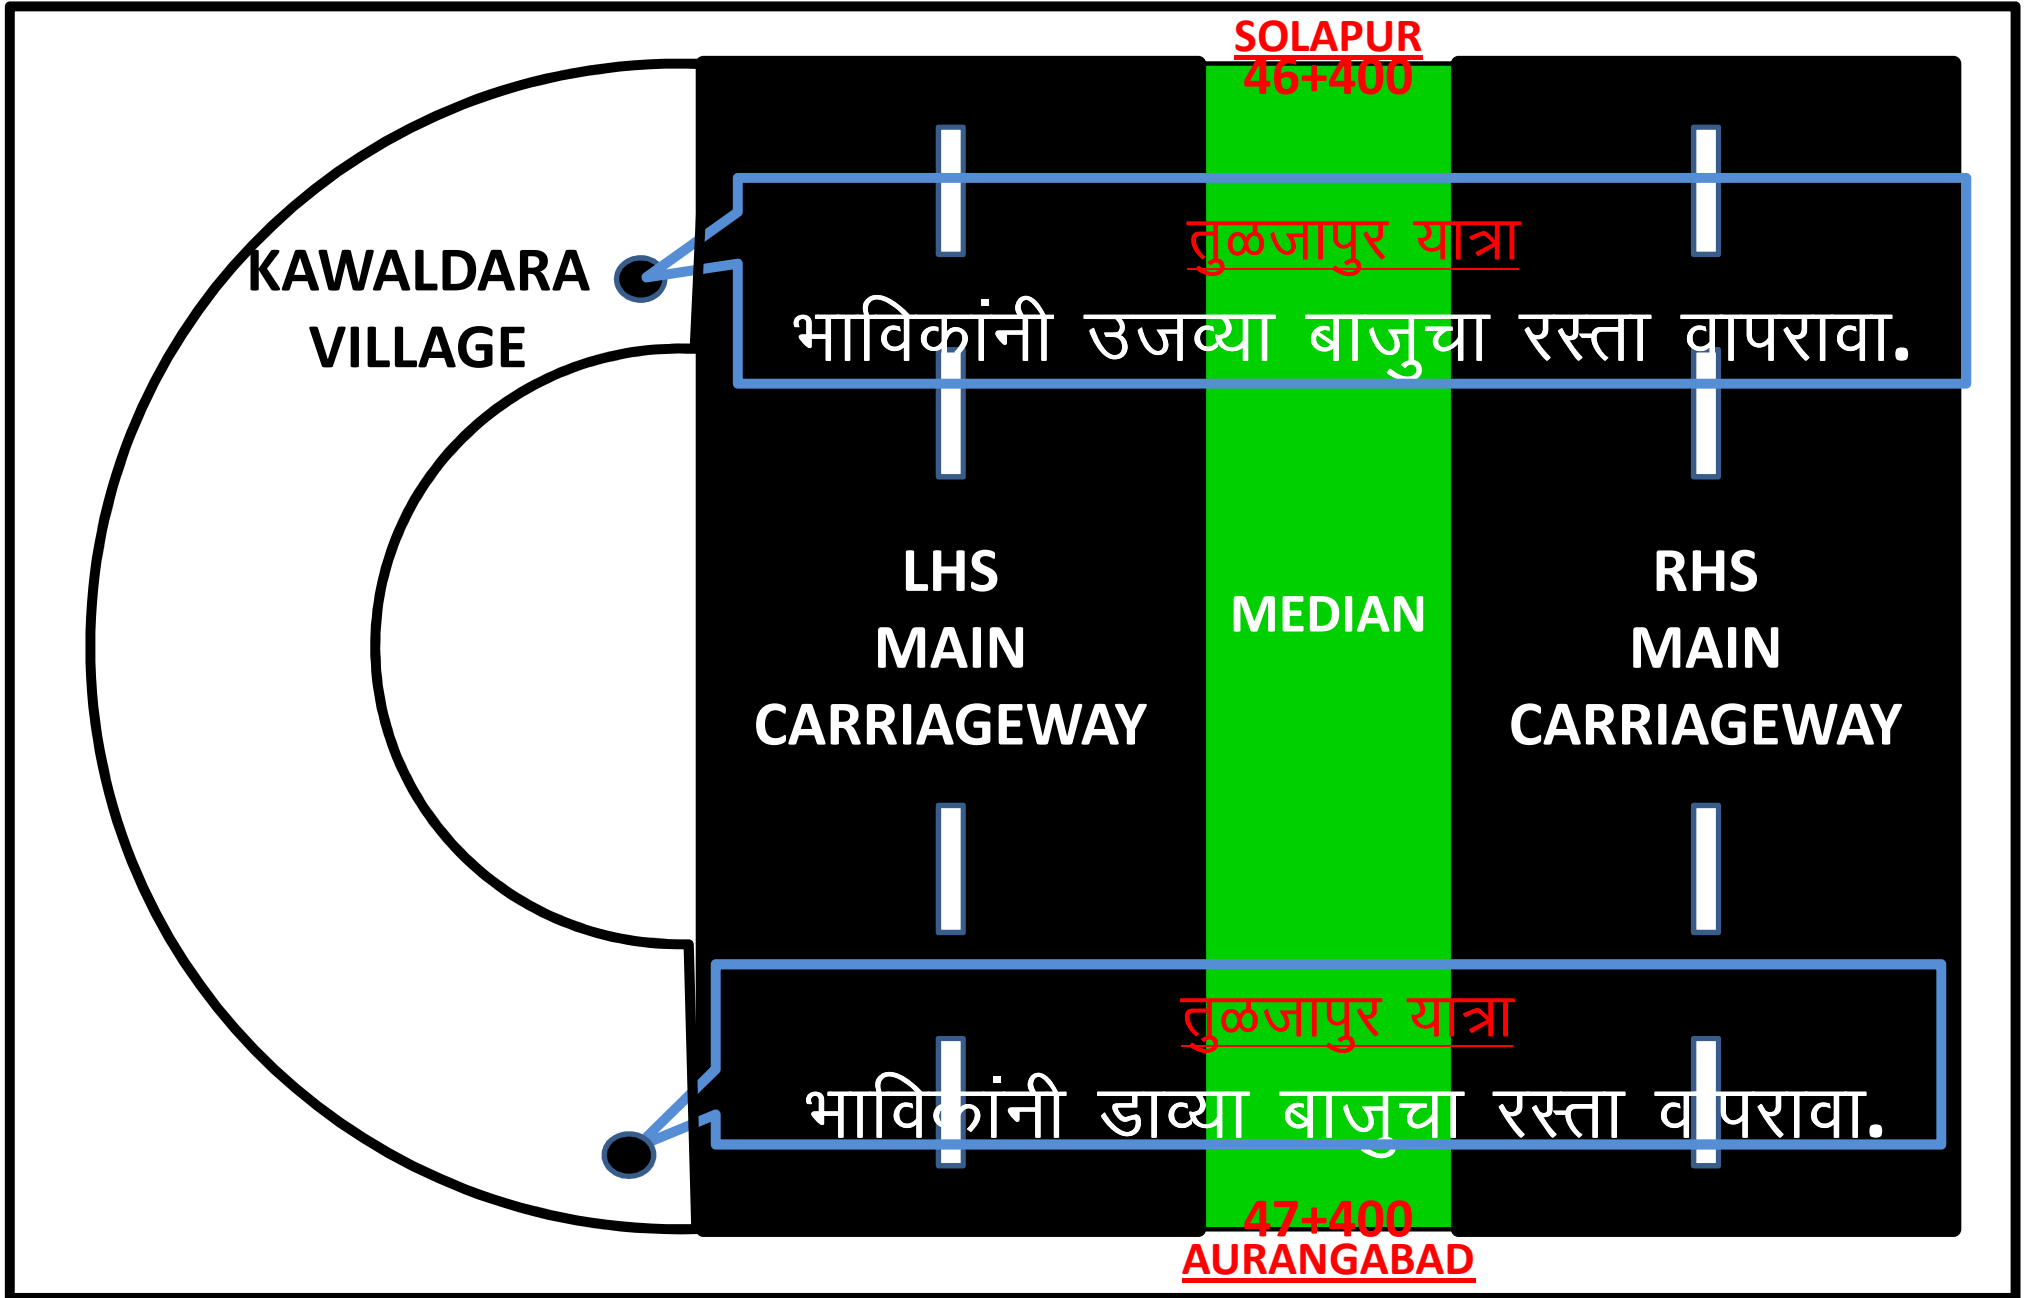 SOLAPUR
46+400
तुळजापुर यात्रा
भाविकांनी उजव्या बाजुचा रस्ता वापरावा.
KAWALDARA
VILLAGE
LHS
MAIN
CARRIAGEWAY
MEDIAN
RHS
MAIN
CARRIAGEWAY
तुळजापुर यात्रा
भाविकांनी डाव्या बाजुचा रस्ता वापरावा.
47+400
AURANGABAD